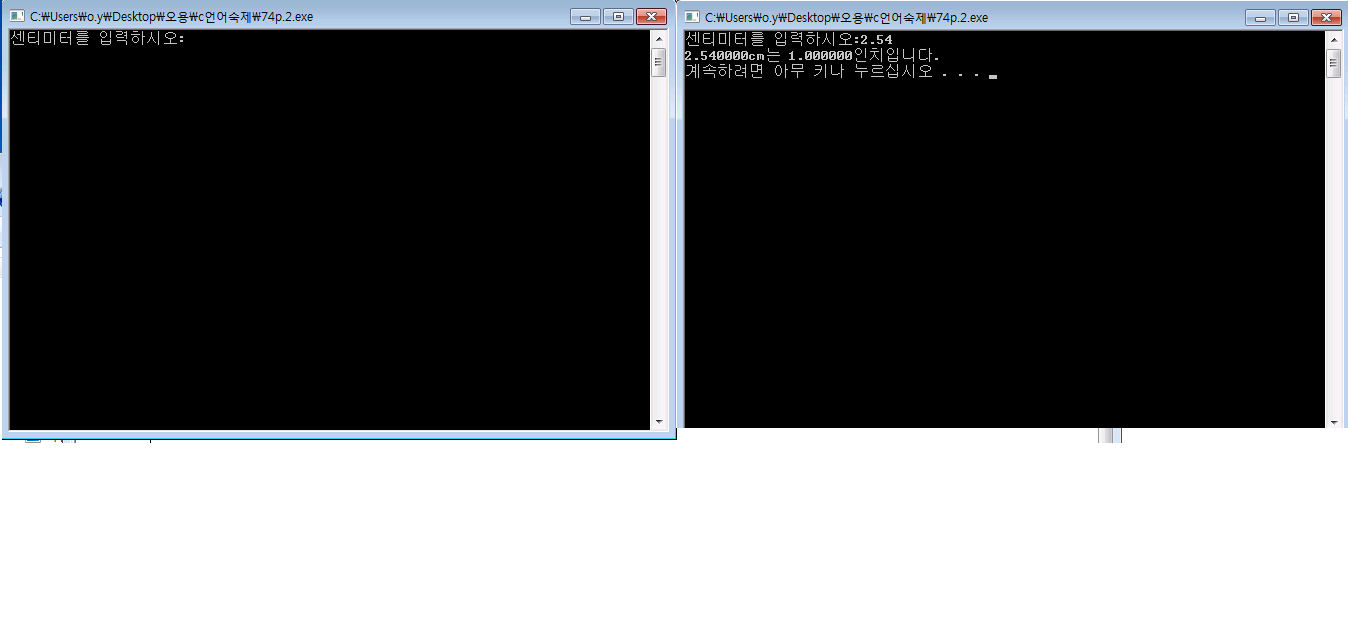 C:₩Users₩o.y₩Desktop₩오용₩c언어숙제₩74p.2.exe
센티미터를 입력하시오:
C:₩Users₩o.y₩Desktop₩오용₩c언어숙제₩74p.2.exe
센티미터를 입력하시오:2.54
2.540000cm는 1.000000인치입니다.
계속하려면 아무 키나 누르십시오 . . .